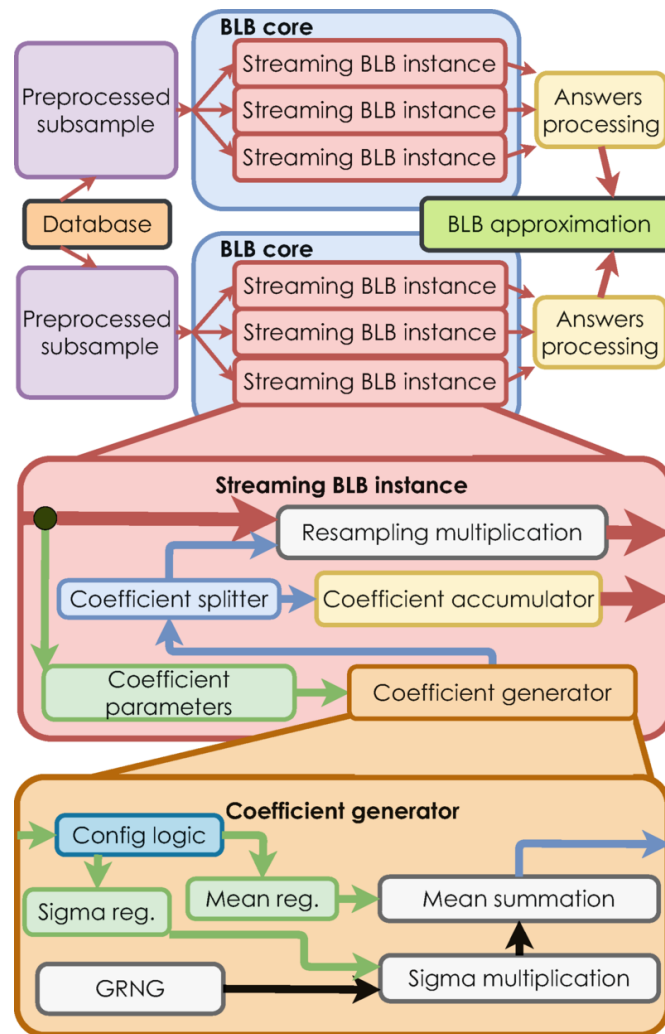 BLB core
Preprocessed
subsample
Streaming BLB instance
Streaming BLB instance
Streaming BLB instance
Answers
processing
Database
BLB approximation
BLB core
Preprocessed
subsample
Streaming BLB instance
Streaming BLB instance
Streaming BLB instance
Answers
processing
Streaming BLB instance
Resampling multiplication
Coefficient splitter
Coefficient accumulator
Coefficient
parameters
Coefficient generator
Coefficient generator
Config logic
Sigma reg.
Mean reg.
Mean summation
GRNG
Sigma multiplication